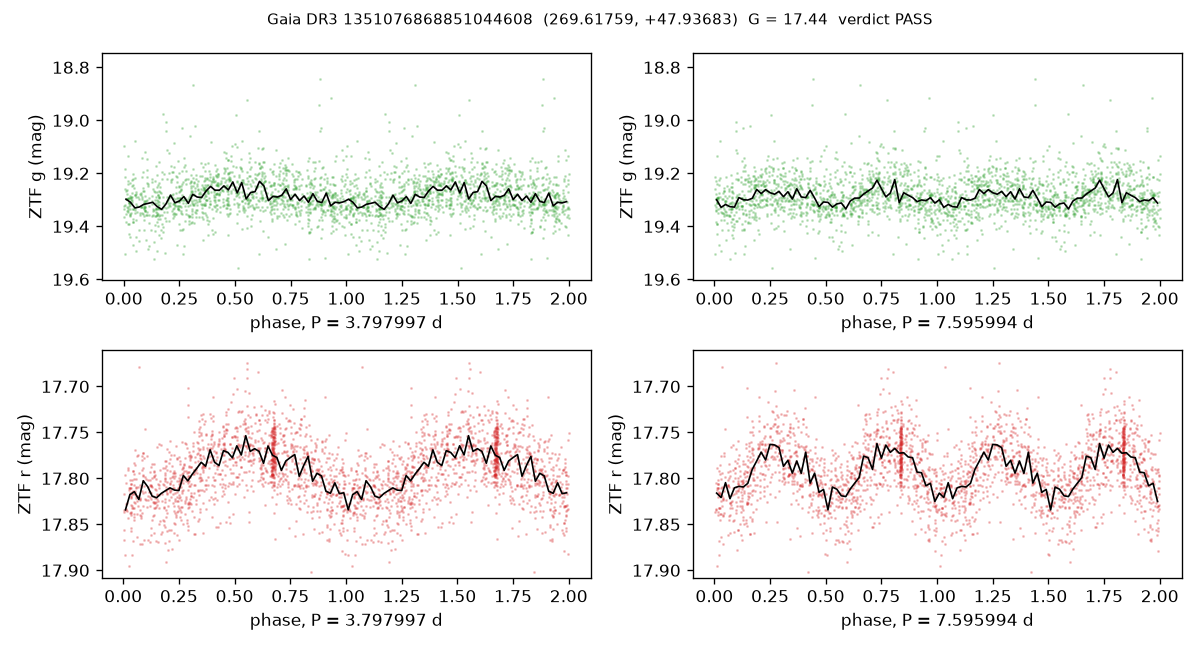 Gaia DR3 1351076868851044608  (269.61759, +47.93683)  G = 17.44  verdict PASS
ZTF g (mag)
18.8
19.0
19.2
19.4
19.6
0.00 0.25 0.50 0.75 1.00 1.25 1.50 1.75 2.00
phase, P = 3.797997 d
ZTF g (mag)
18.8
19.0
19.2
19.4
19.6
0.00 0.25 0.50 0.75 1.00 1.25 1.50 1.75 2.00
phase, P = 7.595994 d
ZTF r (mag)
17.70
17.75
17.80
17.85
17.90
0.00 0.25 0.50 0.75 1.00 1.25 1.50 1.75 2.00
phase, P = 3.797997 d
ZTF r (mag)
17.70
17.75
17.80
17.85
17.90
0.00 0.25 0.50 0.75 1.00 1.25 1.50 1.75 2.00
phase, P = 7.595994 d